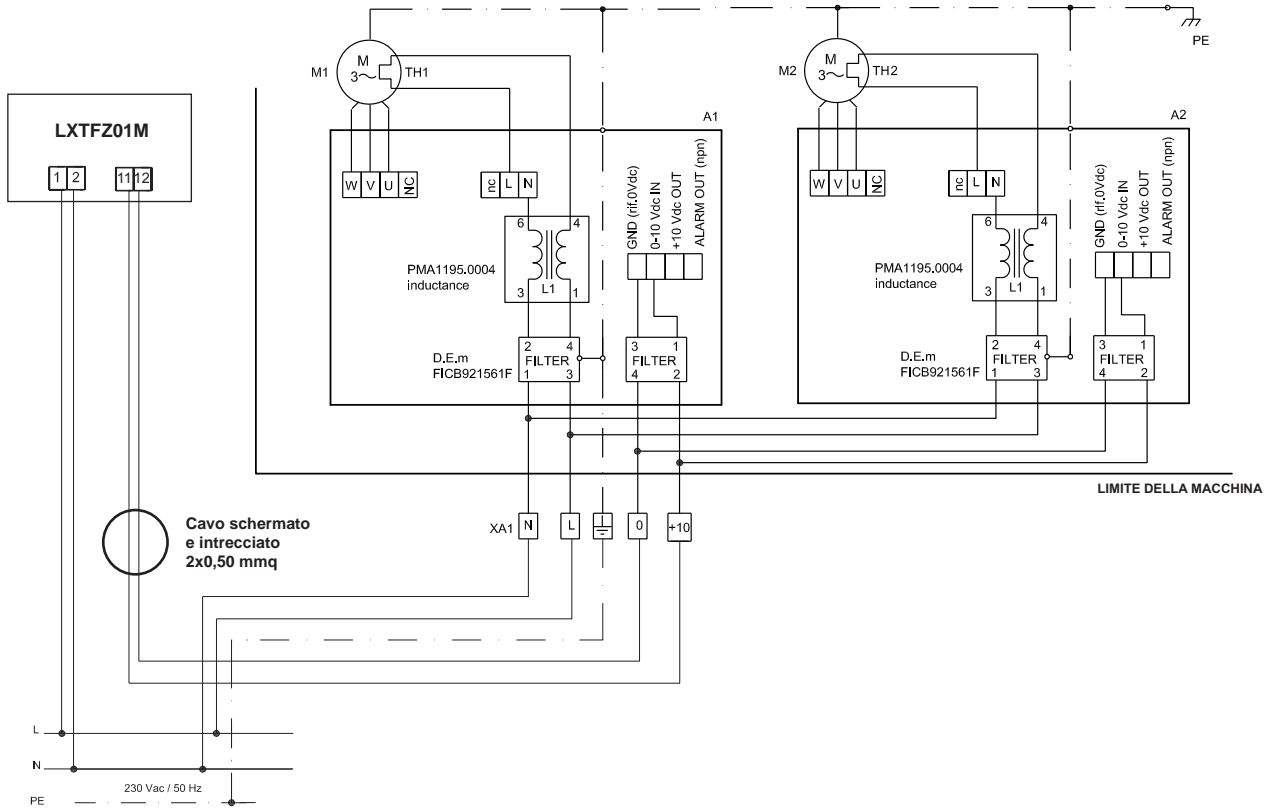 PE
M1
M
3~
TH1
M2
M
3~
TH2
LXTFZ01M
1 2
11 12
A1
W V U NC
nc L N
GND (rif.0Vdc)
0-10 Vdc IN
+10 Vdc OUT
ALARM OUT (npn)
6 4
PMA1195.0004
inductance
L1
3 1
D.E.m
FICB921561F
2 4
FILTER
1 3
3 1
FILTER
4 2
A2
W V U NC
nc L N
GND (rif.0Vdc)
0-10 Vdc IN
+10 Vdc OUT
ALARM OUT (npn)
6 4
PMA1195.0004
inductance
L1
3 1
D.E.m
FICB921561F
2 4
FILTER
1 3
3 1
FILTER
4 2
LIMITE DELLA MACCHINA
Cavo schermato
e intrecciato
2x0,50 mmq
XA1 N L 0 +10
L
N
230 Vac / 50 Hz
PE